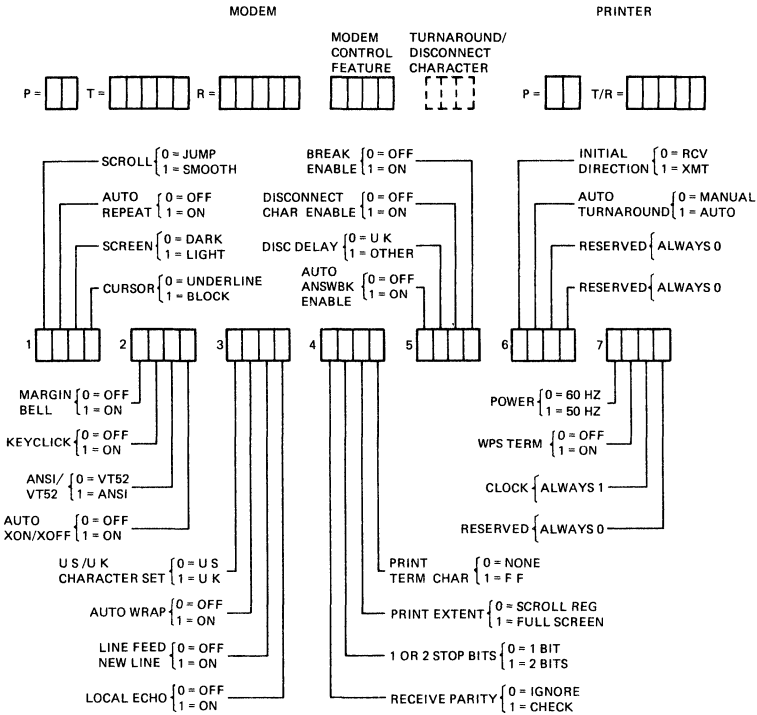 MODEM PRINTER
MODEM CONTROL FEATURE
TURNAROUND/ DISCONNECT CHARACTER
P = T = R = P = T/R =
SCROLL 0 = JUMP
1 = SMOOTH
AUTO REPEAT 0 = OFF
1 = ON
SCREEN 0 = DARK
1 = LIGHT
CURSOR 0 = UNDERLINE
1 = BLOCK
BREAK ENABLE 0 = OFF
1 = ON
DISCONNECT CHAR ENABLE 0 = OFF
1 = ON
DISC DELAY 0 = U K
1 = OTHER
AUTO ANSWBK ENABLE 0 = OFF
1 = ON
INITIAL DIRECTION 0 = RCV
1 = XMT
AUTO TURNAROUND 0 = MANUAL
1 = AUTO
RESERVED ALWAYS 0
RESERVED ALWAYS 0
1 2 3 4 5 6 7
MARGIN BELL 0 = OFF
1 = ON
KEYCLICK 0 = OFF
1 = ON
ANSI/ VT52 0 = VT52
1 = ANSI
AUTO XON/XOFF 0 = OFF
1 = ON
U S /U K CHARACTER SET 0 = U S
1 = U K
AUTO WRAP 0 = OFF
1 = ON
LINE FEED NEW LINE 0 = OFF
1 = ON
LOCAL ECHO 0 = OFF
1 = ON
PRINT TERM CHAR 0 = NONE
1 = F F
PRINT EXTENT 0 = SCROLL REG
1 = FULL SCREEN
1 OR 2 STOP BITS 0 = 1 BIT
1 = 2 BITS
RECEIVE PARITY 0 = IGNORE
1 = CHECK
POWER 0 = 60 HZ
1 = 50 HZ
WPS TERM 0 = OFF
1 = ON
CLOCK ALWAYS 1
RESERVED ALWAYS 0